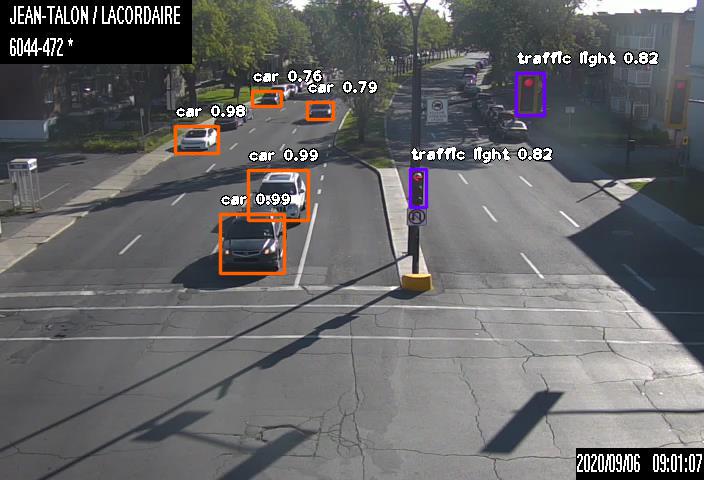 JEAN-TALON / LACORDAIRE
6044-472 *
traffic light 0.82
car 0.76
car 0.79
car 0.98
car 0.99
traffic light 0.82
car 0.99
2020/09/06 09:01:07